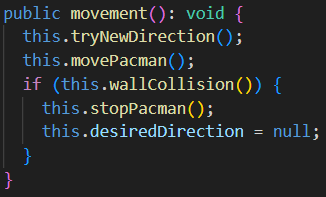 public movement(): void {
  this.tryNewDirection();
  this.movePacman();
  if (this.wallCollision()) {
    this.stopPacman();
    this.desiredDirection = null;
  }
}